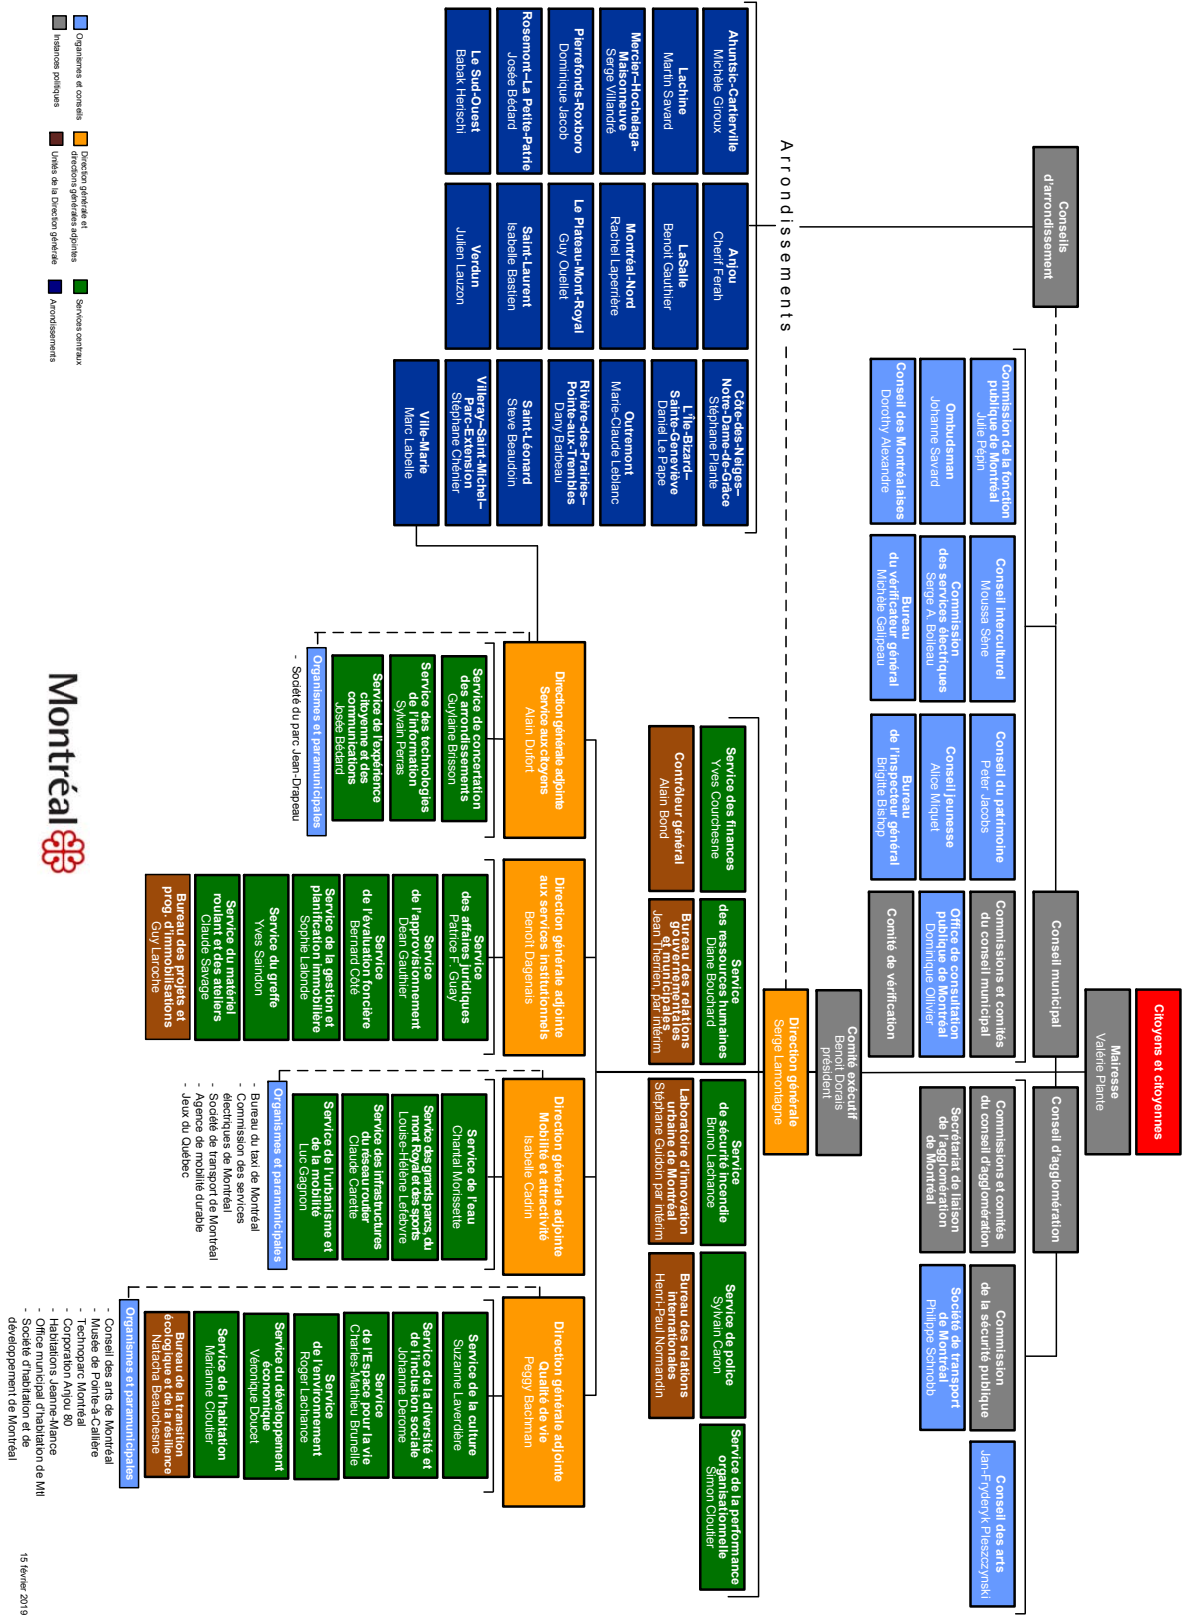 Citoyens et citoyennes
Mairesse
Valérie Plante
Conseils
d'arrondissement
Conseil municipal
Conseil d'agglomération
Commission de la fonction
publique de Montréal
Julie Pépin
Conseil interculturel
Moussa Sène
Conseil du patrimoine
Peter Jacobs
Commissions et comités
du conseil municipal
Commissions et comités
du conseil d'agglomération
Commission
de la sécurité publique
Conseil des arts
Jan-Fryderyk Pleszczynski
Ombudsman
Johanne Savard
Commission
des services électriques
Serge A. Boileau
Conseil jeunesse
Alice Miquet
Office de consultation
publique de Montréal
Dominique Ollivier
Secrétariat de liaison
de l'agglomération
de Montréal
Société de transport
de Montréal
Philippe Schnobb
Conseil des Montréalaises
Dorothy Alexandre
Bureau
du vérificateur général
Michèle Galipeau
Bureau
de l'inspecteur général
Brigitte Bishop
Comité de vérification
Comité exécutif
Benoit Dorais
président
Arrondissements
Direction générale
Serge Lamontagne
Ahuntsic-Cartierville
Michèle Giroux
Anjou
Cherif Ferah
Côte-des-Neiges–
Notre-Dame-de-Grâce
Stéphane Plante
Lachine
Martin Savard
LaSalle
Benoit Gauthier
L'Île-Bizard–
Sainte-Geneviève
Daniel Le Pape
Mercier–Hochelaga-
Maisonneuve
Serge Villandré
Montréal-Nord
Rachel Laperrière
Outremont
Marie-Claude Leblanc
Pierrefonds-Roxboro
Dominique Jacob
Le Plateau-Mont-Royal
Guy Ouellet
Rivière-des-Prairies–
Pointe-aux-Trembles
Dany Barbeau
Rosemont–La Petite-Patrie
Josée Bédard
Saint-Laurent
Isabelle Bastien
Saint-Léonard
Steve Beaudoin
Le Sud-Ouest
Babak Herischi
Verdun
Julien Lauzon
Villeray–Saint-Michel–
Parc-Extension
Stéphane Chénier
Ville-Marie
Marc Labelle
Service des finances
Yves Courchesne
Service
des ressources humaines
Diane Bouchard
Service
de sécurité incendie
Bruno Lachance
Service de police
Sylvain Caron
Service de la performance
organisationnelle
Simon Cloutier
Contrôleur général
Alain Bond
Bureau des relations
gouvernementales
et municipales
Jean Therrien, par intérim
Laboratoire d'innovation
urbaine de Montréal
Stéphane Guidoin par intérim
Bureau des relations
internationales
Henri-Paul Normandin
Direction générale adjointe
Service aux citoyens
Alain Dufort
Service de concertation
des arrondissements
Guylaine Brisson
Service des technologies
de l'information
Sylvain Perras
Service de l'expérience
citoyenne et des
communications
Josée Bédard
Organismes et paramunicipales
- Société du parc Jean-Drapeau
Direction générale adjointe
aux services institutionnels
Benoit Dagenais
Service
des affaires juridiques
Patrice F. Guay
Service
de l'approvisionnement
Dean Gauthier
Service
de l'évaluation foncière
Bernard Côté
Service de la gestion et
planification immobilière
Sophie Lalonde
Service du greffe
Yves Saindon
Service du matériel
roulant et des ateliers
Claude Savage
Bureau des projets et
prog. d'immobilisations
Guy Laroche
Direction générale adjointe
Mobilité et attractivité
Isabelle Cadrin
Service de l'eau
Chantal Morissette
Service des grands parcs, du
mont Royal et des sports
Louise-Hélène Lefebvre
Service des infrastructures
du réseau routier
Claude Carette
Service de l'urbanisme et
de la mobilité
Luc Gagnon
Organismes et paramunicipales
- Bureau du taxi de Montréal
- Commission des services
électriques de Montréal
- Société de transport de Montréal
- Agence de mobilité durable
- Jeux du Québec
Direction générale adjointe
Qualité de vie
Peggy Bachman
Service de la culture
Suzanne Laverdière
Service de la diversité et
de l'inclusion sociale
Johanne Derome
Service
de l'Espace pour la vie
Charles-Mathieu Brunelle
Service
de l'environnement
Roger Lachance
Service du développement
économique
Véronique Doucet
Service de l'habitation
Marianne Cloutier
Bureau de la transition
écologique et de la résilience
Natacha Beauchesne
Organismes et paramunicipales
- Conseil des arts de Montréal
- Musée de Pointe-à-Callière
- Technoparc Montréal
- Corporation Anjou 80
- Habitations Jeanne-Mance
- Office municipal d'habitation de Mtl
- Société d'habitation et de
développement de Montréal
Organismes et conseils
Direction générale et
directions générales adjointes
Services centraux
Instances politiques
Unités de la Direction générale
Arrondissements
Montréal
15 février 2019